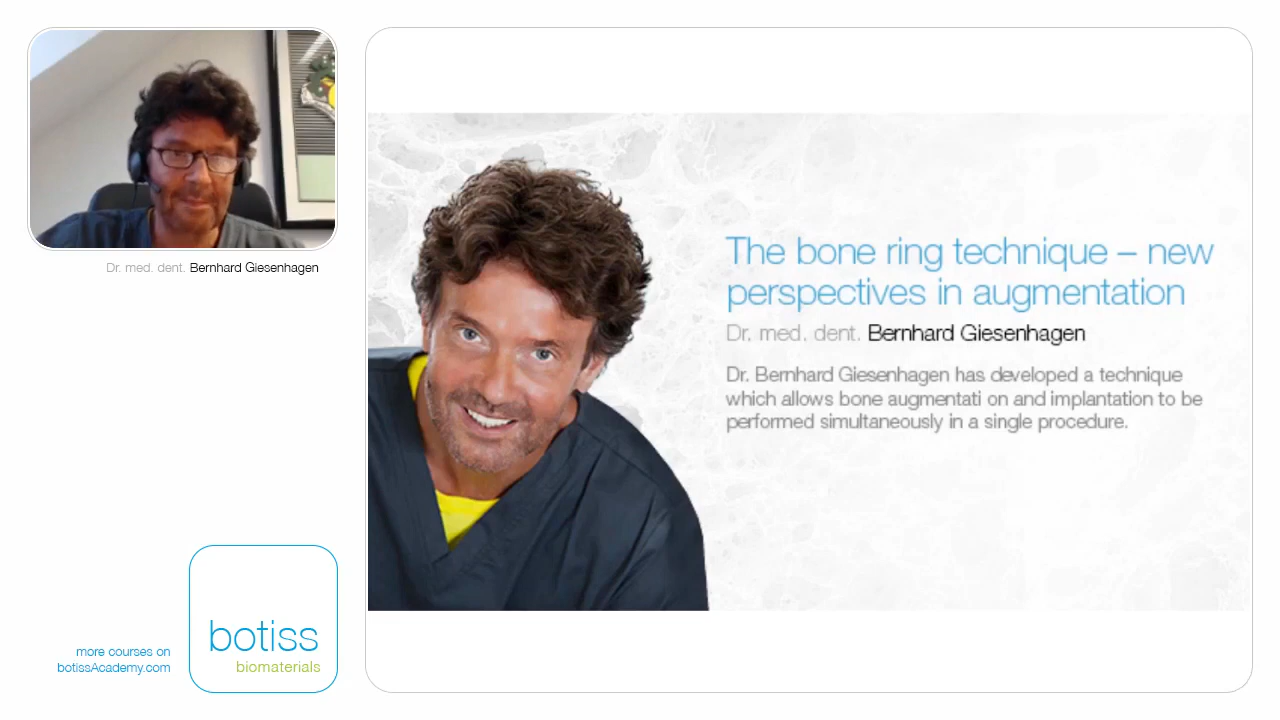 Dr. med. dent. Bernhard Giesenhagen
The bone ring technique – new
perspectives in augmentation
Dr. med. dent. Bernhard Giesenhagen
Dr. Bernhard Giesenhagen has developed a technique
which allows bone augmentati on and implantation to be
performed simultaneously in a single procedure.
more courses on
botissAcademy.com
botiss
biomaterials